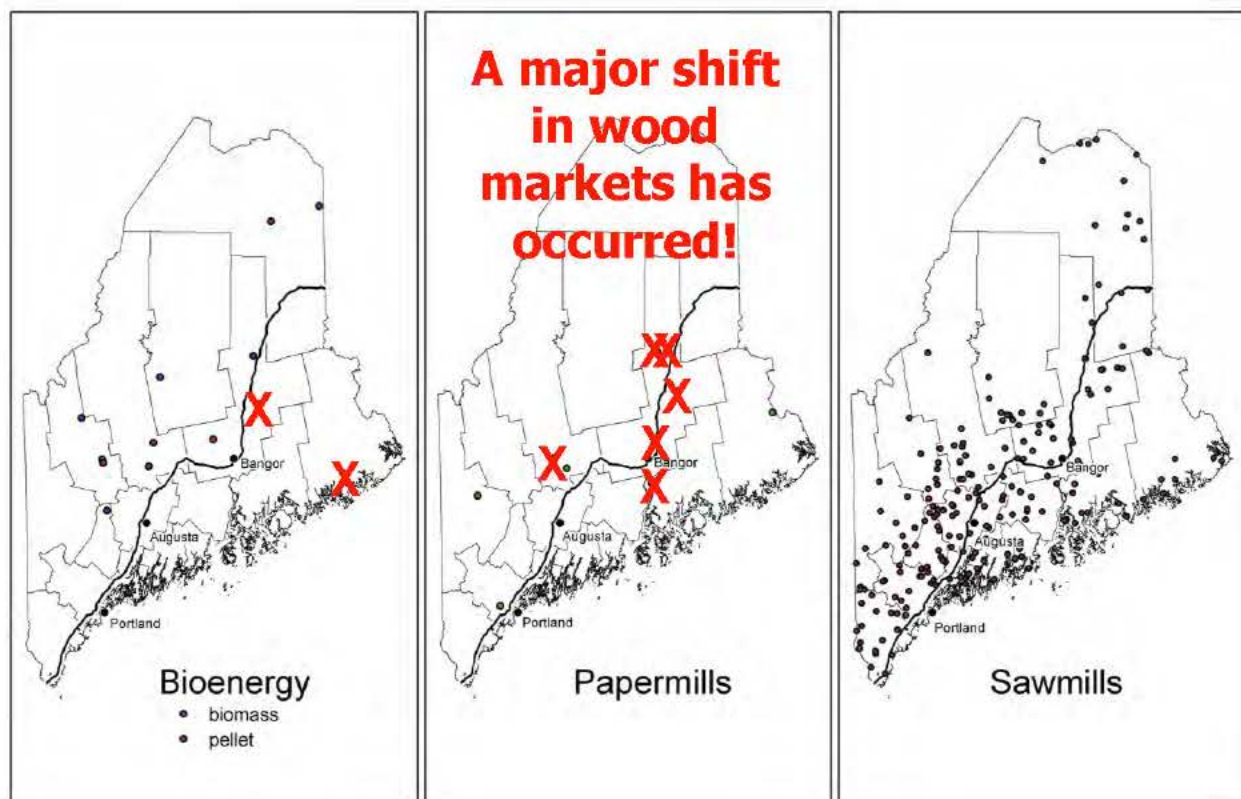 Bangor
Augusta
Portland
Bioenergy
biomass
pellet
A major shift
in wood
markets has
occurred!
X
X
XX
X
X
X
X
Bangor
Augusta
Portland
Papermills
Bangor
Augusta
Portland
Sawmills